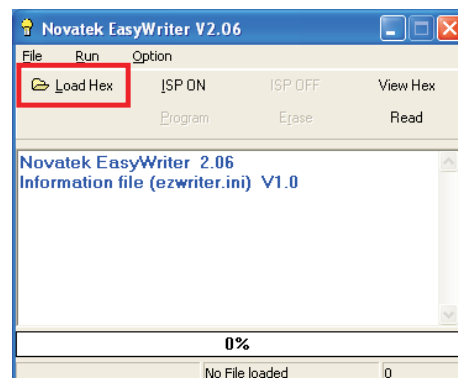 Novatek EasyWriter V2.06
File Run Option
Load Hex ISP ON ISP OFF View Hex
Program Erase Read
Novatek EasyWriter 2.06
Information file (ezwriter.ini) V1.0
0%
No File loaded 0